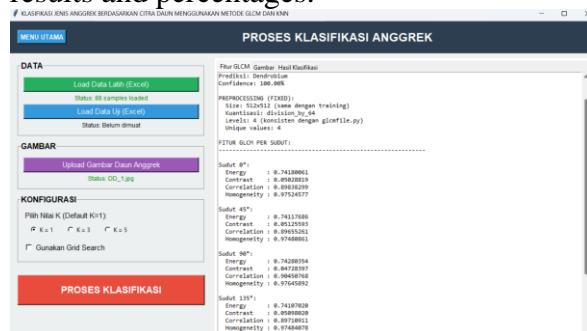 results and percentages.
KLASIFIKASI JENIS ANGGREK BERDASARKAN CITRA DAUN MENGGUNAKAN METODE GLCM DAN KNN
MENU UTAMA
PROSES KLASIFIKASI ANGGREK
DATA
Load Data Latih (Excel)
Status: 88 samples loaded
Load Data Uji (Excel)
Status: Belum dimuat
GAMBAR
Upload Gambar Daun Anggrek
Status: DD_1.jpg
KONFIGURASI
Pilih Nilai K (Default K=1):
K = 1 K = 3 K = 5
Gunakan Grid Search
PROSES KLASIFIKASI
Fitur GLCM Gambar Hasil Klasifikasi
Prediksi: Dendrobium
Confidence: 100.00%
PREPROCESSING (FIXED):
Size: 512x512 (sama dengan training)
Kuantisasi: division_by_64
Levels: 4 (konsisten dengan glcmfile.py)
Unique values: 4
FITUR GLCM PER SUDUT:
Sudut 0°:
Energy : 0.74180061
Contrast : 0.05028819
Correlation : 0.89838299
Homogeneity : 0.97524577
Sudut 45°:
Energy : 0.74117686
Contrast : 0.05125593
Correlation : 0.89655261
Homogeneity : 0.97480861
Sudut 90°:
Energy : 0.74280354
Contrast : 0.04728397
Correlation : 0.90450768
Homogeneity : 0.97645892
Sudut 135°:
Energy : 0.74107020
Contrast : 0.05098020
Correlation : 0.89710911
Homogeneity : 0.97484078